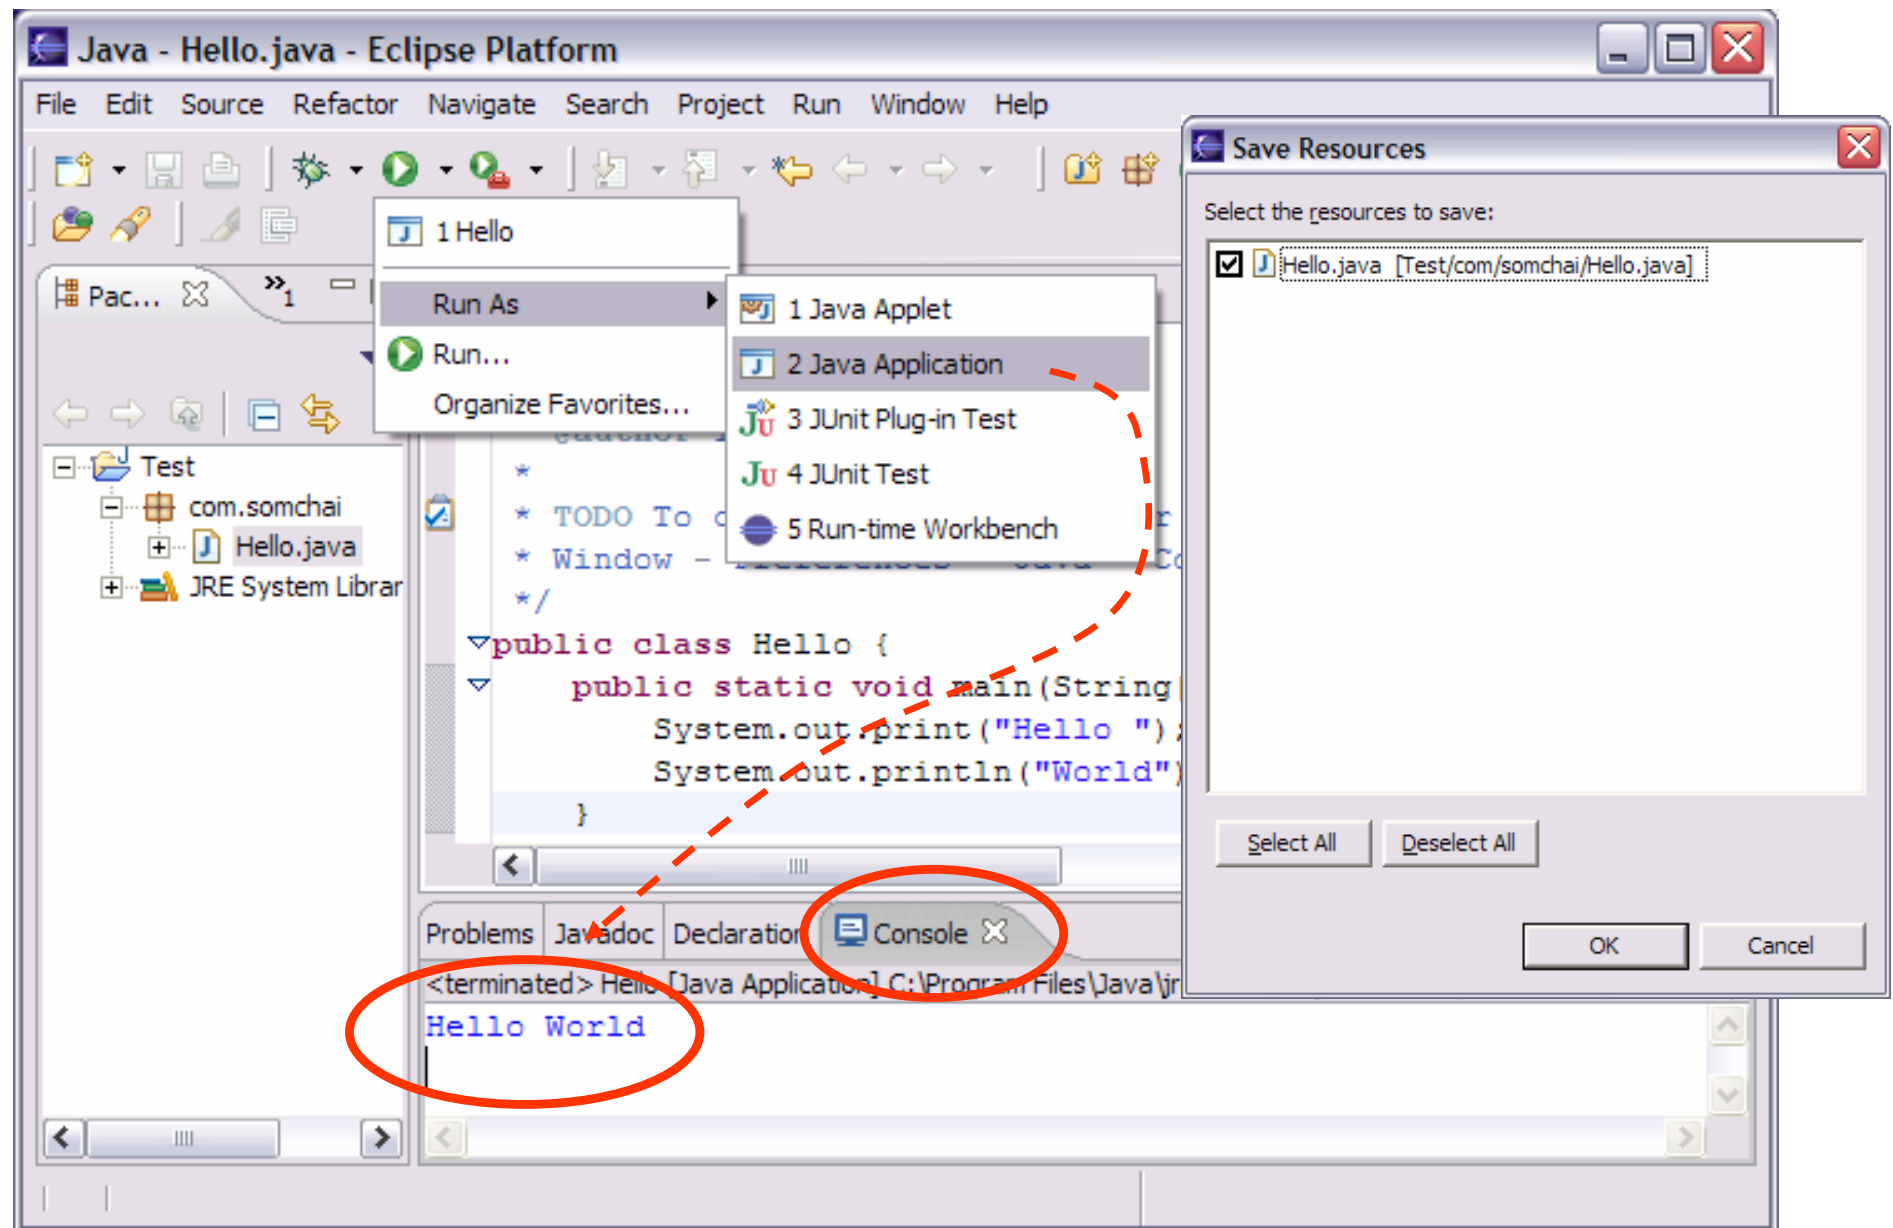 Java - Hello.java - Eclipse Platform
File Edit Source Refactor Navigate Search Project Run Window Help
1 Hello
Run As
Run...
Organize Favorites...
1 Java Applet
2 Java Application
3 JUnit Plug-in Test
4 JUnit Test
5 Run-time Workbench
Pac...
1
Test
com.somchai
Hello.java
JRE System Librar
*
* TODO To
* Window -
*/
public class Hello {
public static void main(String
System.out.print("Hello ");
System.out.println("World")
}
Problems Javadoc Declaration Console
<terminated> Hello [Java Application] C:\Program Files\Java\jr
Hello World
Save Resources
Select the resources to save:
Hello.java [Test/com/somchai/Hello.java]
Select All Deselect All
OK Cancel